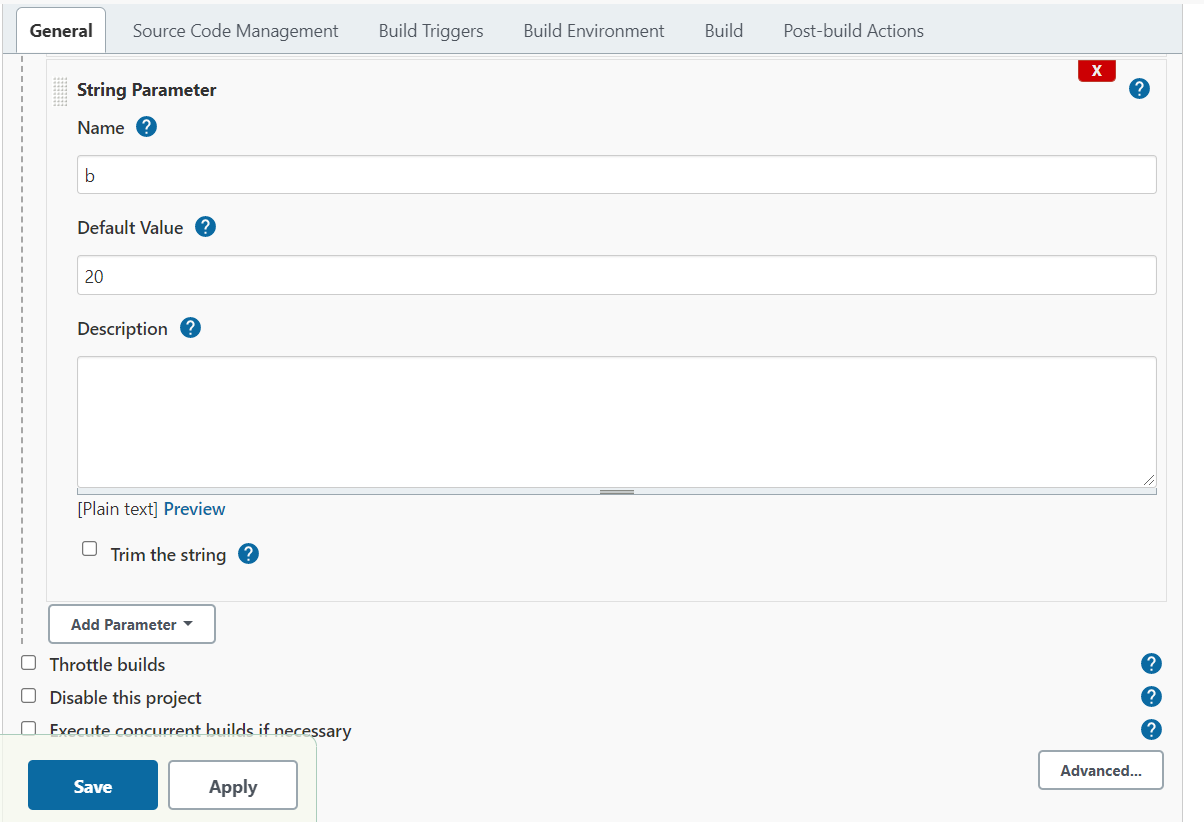 General Source Code Management Build Triggers Build Environment Build Post-build Actions
X
String Parameter ?
Name ?
b
Default Value ?
20
Description ?
[Plain text] Preview
Trim the string ?
Add Parameter
Throttle builds ?
Disable this project ?
Execute concurrent builds if necessary ?
Advanced...
Save Apply